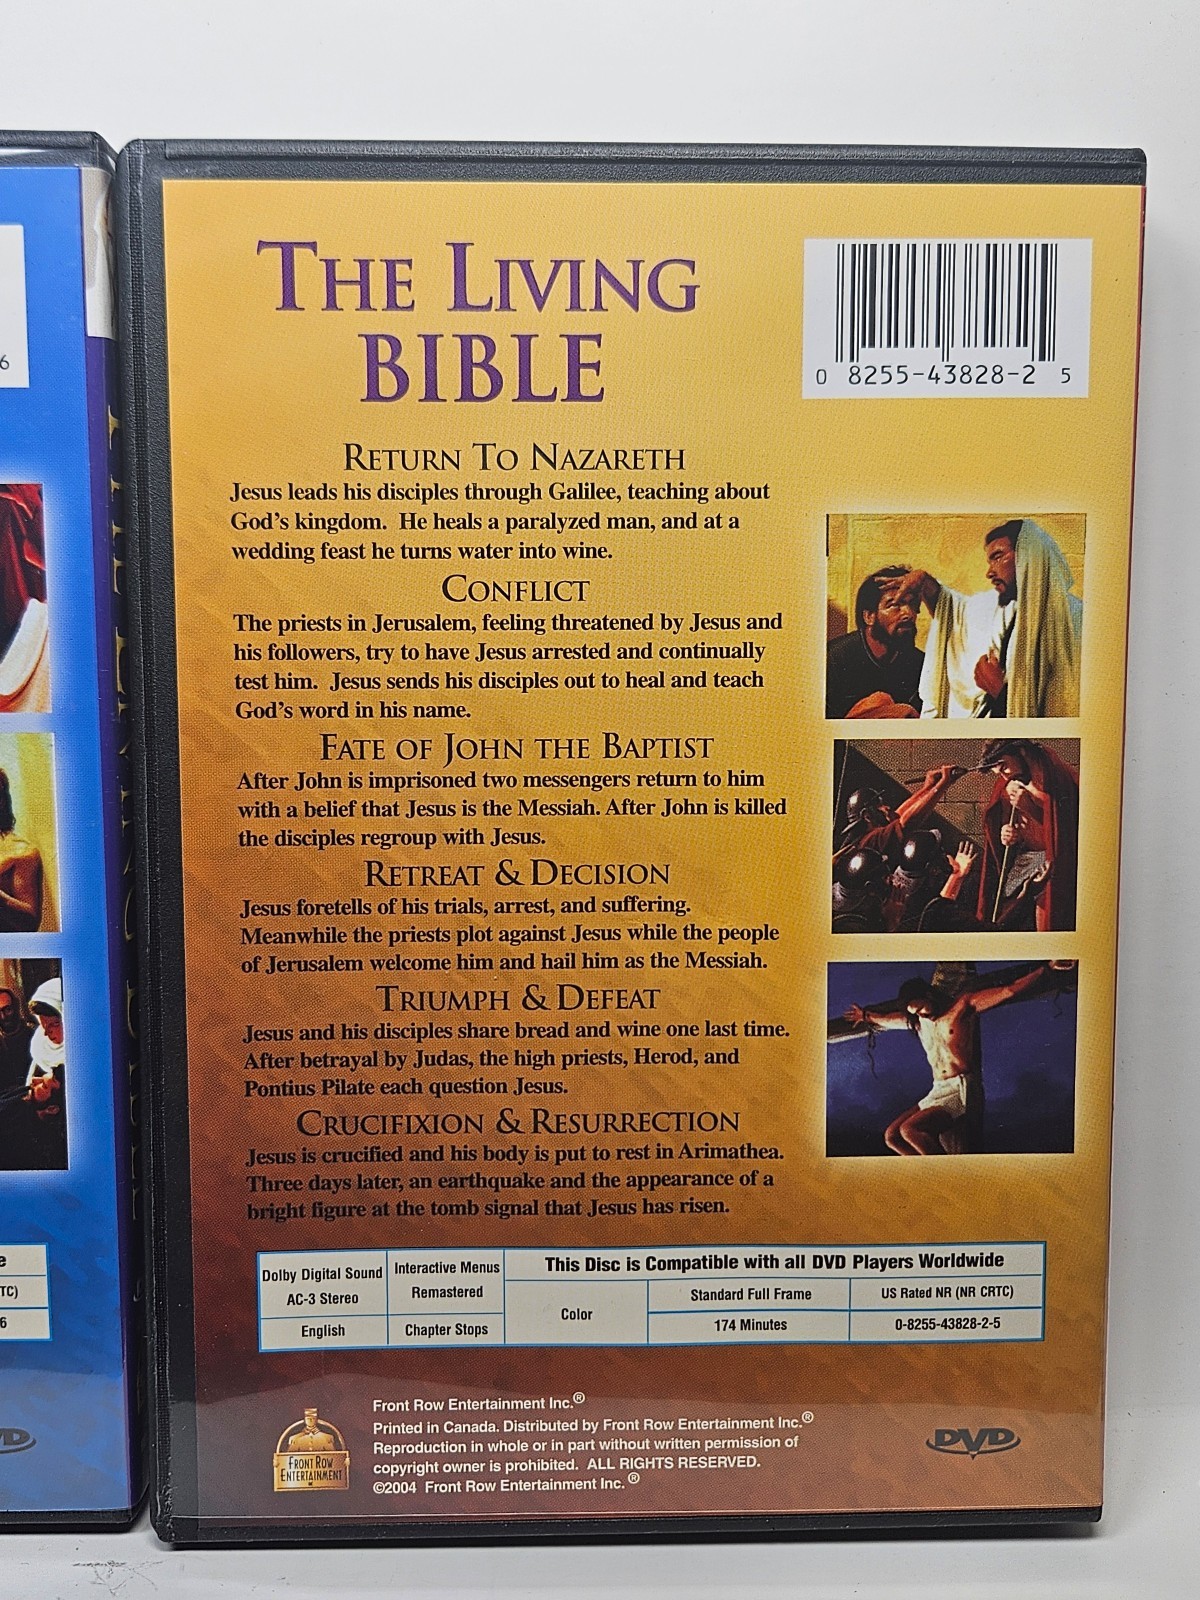 THE LIVING
BIBLE
0 8255-43828-2 5
RETURN TO NAZARETH
Jesus leads his disciples through Galilee, teaching about
God's kingdom. He heals a paralyzed man, and at a
wedding feast he turns water into wine.
CONFLICT
The priests in Jerusalem, feeling threatened by Jesus and
his followers, try to have Jesus arrested and continually
test him. Jesus sends his disciples out to heal and teach
God's word in his name.
FATE OF JOHN THE BAPTIST
After John is imprisoned two messengers return to him
with a belief that Jesus is the Messiah. After John is killed
the disciples regroup with Jesus.
RETREAT & DECISION
Jesus foretells of his trials, arrest, and suffering.
Meanwhile the priests plot against Jesus while the people
of Jerusalem welcome him and hail him as the Messiah.
TRIUMPH & DEFEAT
Jesus and his disciples share bread and wine one last time.
After betrayal by Judas, the high priests, Herod, and
Pontius Pilate each question Jesus.
CRUCIFIXION & RESURRECTION
Jesus is crucified and his body is put to rest in Arimathea.
Three days later, an earthquake and the appearance of a
bright figure at the tomb signal that Jesus has risen.
Dolby Digital Sound
AC-3 Stereo
English
Interactive Menus
Remastered
Chapter Stops
This Disc is Compatible with all DVD Players Worldwide
Color
Standard Full Frame
174 Minutes
US Rated NR (NR CRTC)
0-8255-43828-2-5
FRONT ROW
ENTERTAINMENT
Front Row Entertainment Inc.®
Printed in Canada. Distributed by Front Row Entertainment Inc.®
Reproduction in whole or in part without written permission of
copyright owner is prohibited. ALL RIGHTS RESERVED.
©2004 Front Row Entertainment Inc.®
DVD
6
e
TC)
6